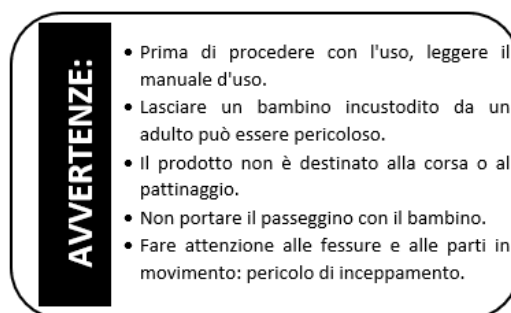 AVVERTENZE:
• Prima di procedere con l'uso, leggere il
manuale d'uso.
• Lasciare un bambino incustodito da un
adulto può essere pericoloso.
• Il prodotto non è destinato alla corsa o al
pattinaggio.
• Non portare il passeggino con il bambino.
• Fare attenzione alle fessure e alle parti in
movimento: pericolo di inceppamento.